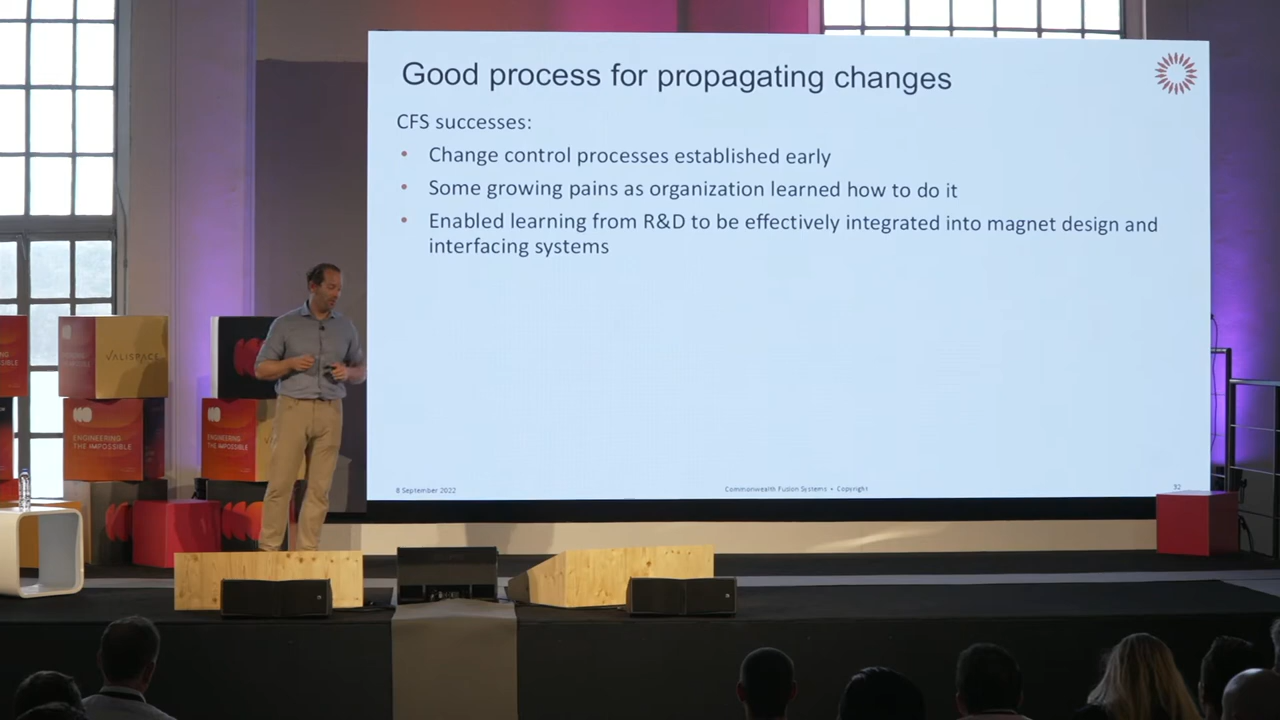 Good process for propagating changes
CFS successes:
• Change control processes established early
• Some growing pains as organization learned how to do it
• Enabled learning from R&D to be effectively integrated into magnet design and
interfacing systems
8 September 2022
Commonwealth Fusion Systems • Copyright
32
VALISPACE
ENGINEERING
THE IMPOSSIBLE
ENGINEERING
THE IMPOSSIBLE